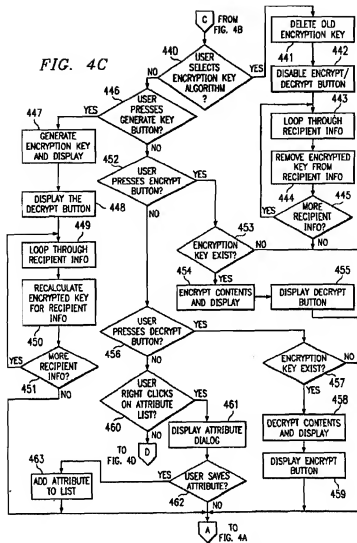 C
FROM
FIG. 4B
FIG. 4C
440
USER
SELECTS
ENCRYPTION KEY
ALGORITHM
?
YES
NO
DELETE OLD
ENCRYPTION KEY
441
442
DISABLE ENCRYPT/
DECRYPT BUTTON
443
LOOP THROUGH
RECIPIENT INFO
REMOVE ENCRYPTED
KEY FROM
RECIPIENT INFO
444
445
MORE
RECIPIENT INFO?
YES
NO
446
USER
PRESSES
GENERATE KEY
BUTTON?
YES
NO
447
GENERATE
ENCRYPTION KEY
AND DISPLAY
DISPLAY THE
DECRYPT BUTTON
448
449
LOOP THROUGH
RECIPIENT INFO
RECALCULATE
ENCRYPTED KEY
FOR RECIPIENT
INFO
450
MORE
RECIPIENT INFO?
451
YES
NO
452
USER
PRESSES ENCRYPT
BUTTON?
YES
NO
453
ENCRYPTION
KEY EXIST?
NO
YES
454
ENCRYPT CONTENTS
AND DISPLAY
455
DISPLAY DECRYPT
BUTTON
USER
PRESSES DECRYPT
BUTTON?
456
YES
NO
ENCRYPTION
KEY EXIST?
457
NO
YES
458
DECRYPT CONTENTS
AND DISPLAY
DISPLAY ENCRYPT
BUTTON
459
USER
RIGHT CLICKS
ON ATTRIBUTE
LIST?
460
YES
NO
TO
FIG. 4D
D
461
DISPLAY ATTRIBUTE
DIALOG
USER SAVES
ATTRIBUTE?
462
YES
NO
463
ADD ATTRIBUTE
TO LIST
A
TO
FIG. 4A